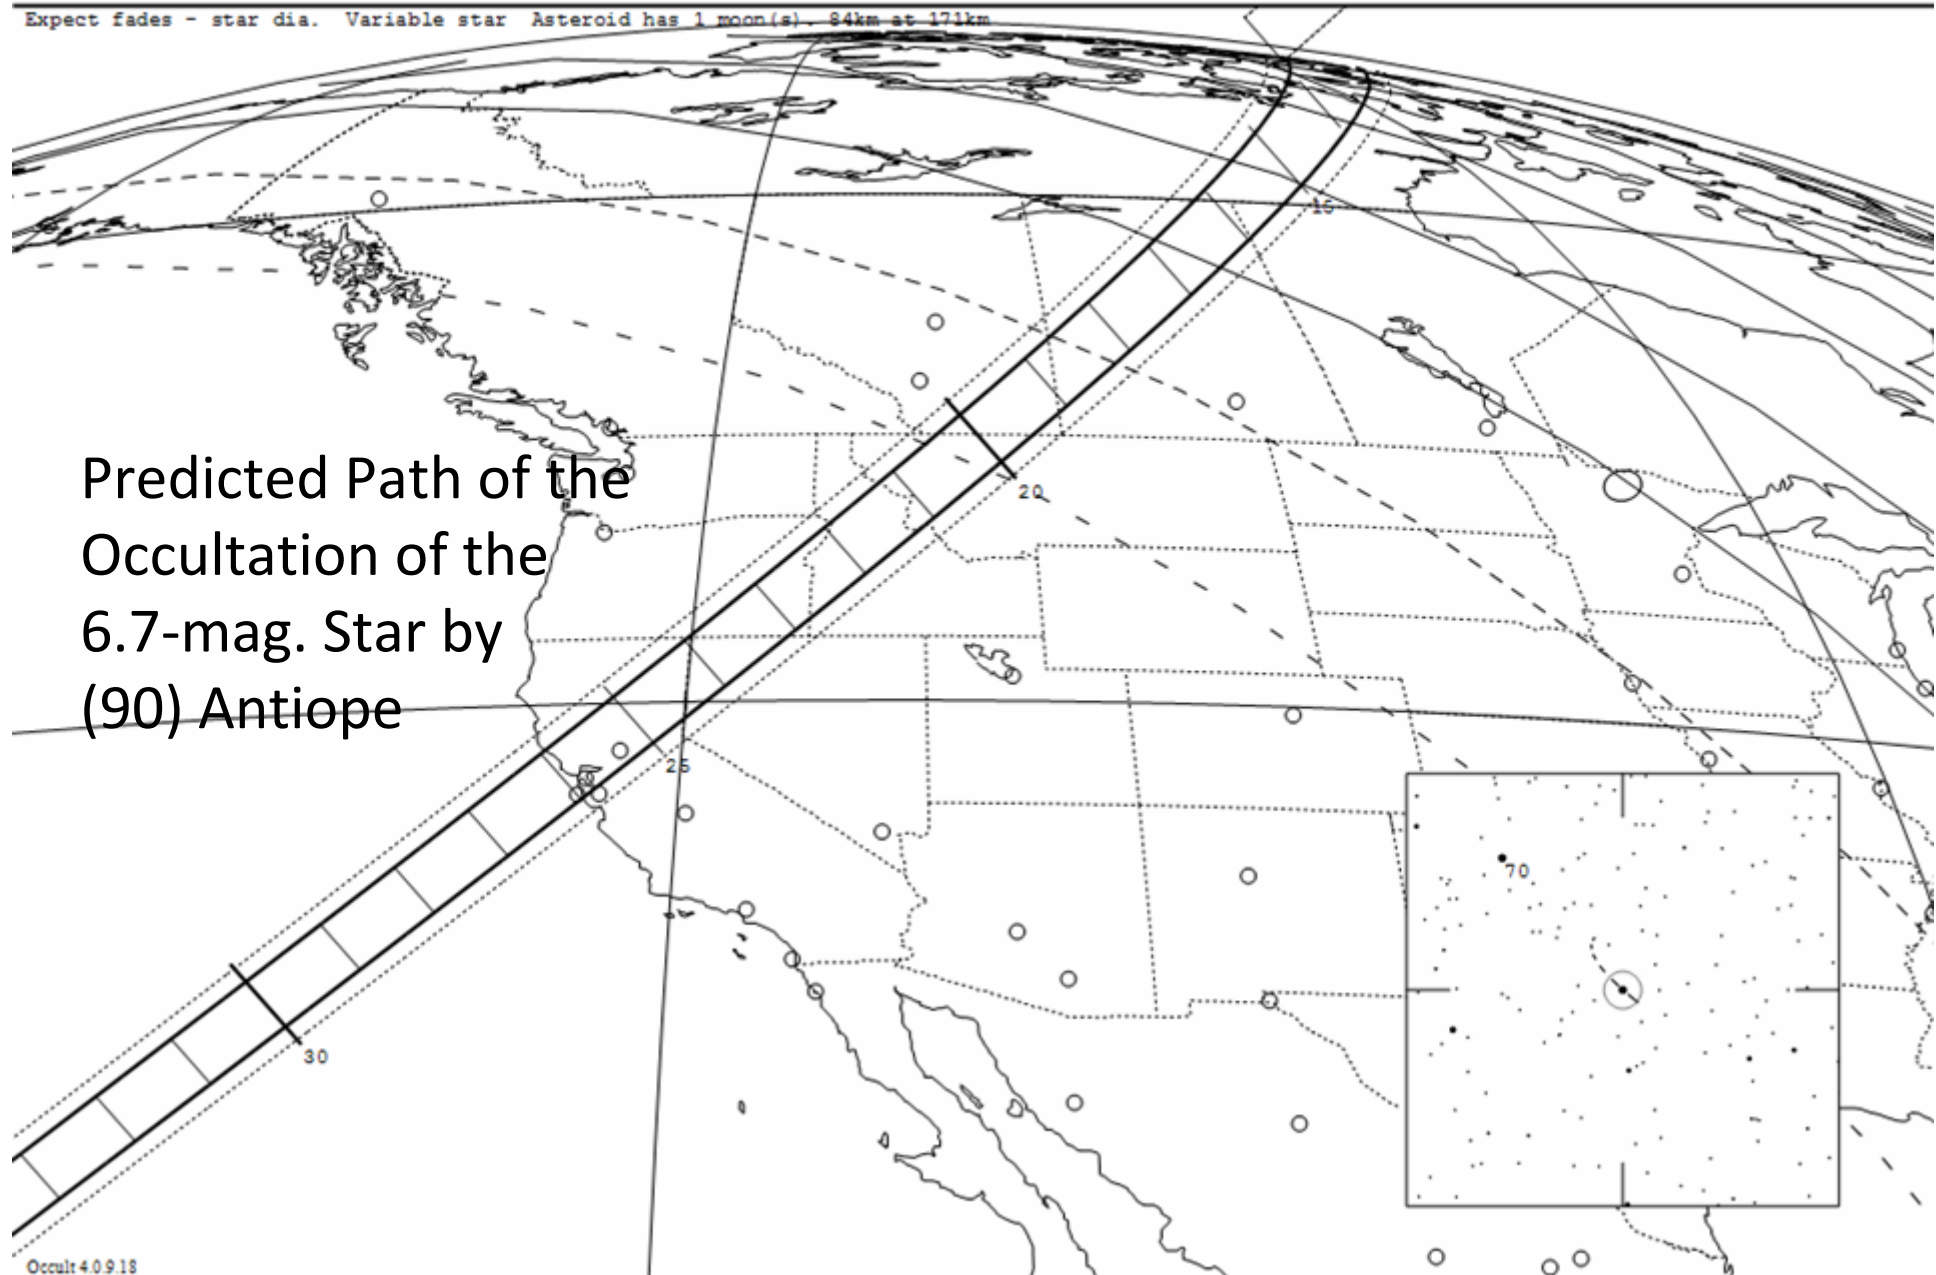 Expect fades - star dia.  Variable star  Asteroid has 1 moon(s). 84km at 171km
15
Predicted Path of the
Occultation of the
6.7-mag. Star by
(90) Antiope
20
25
70
30
Occult 4.0.9.18